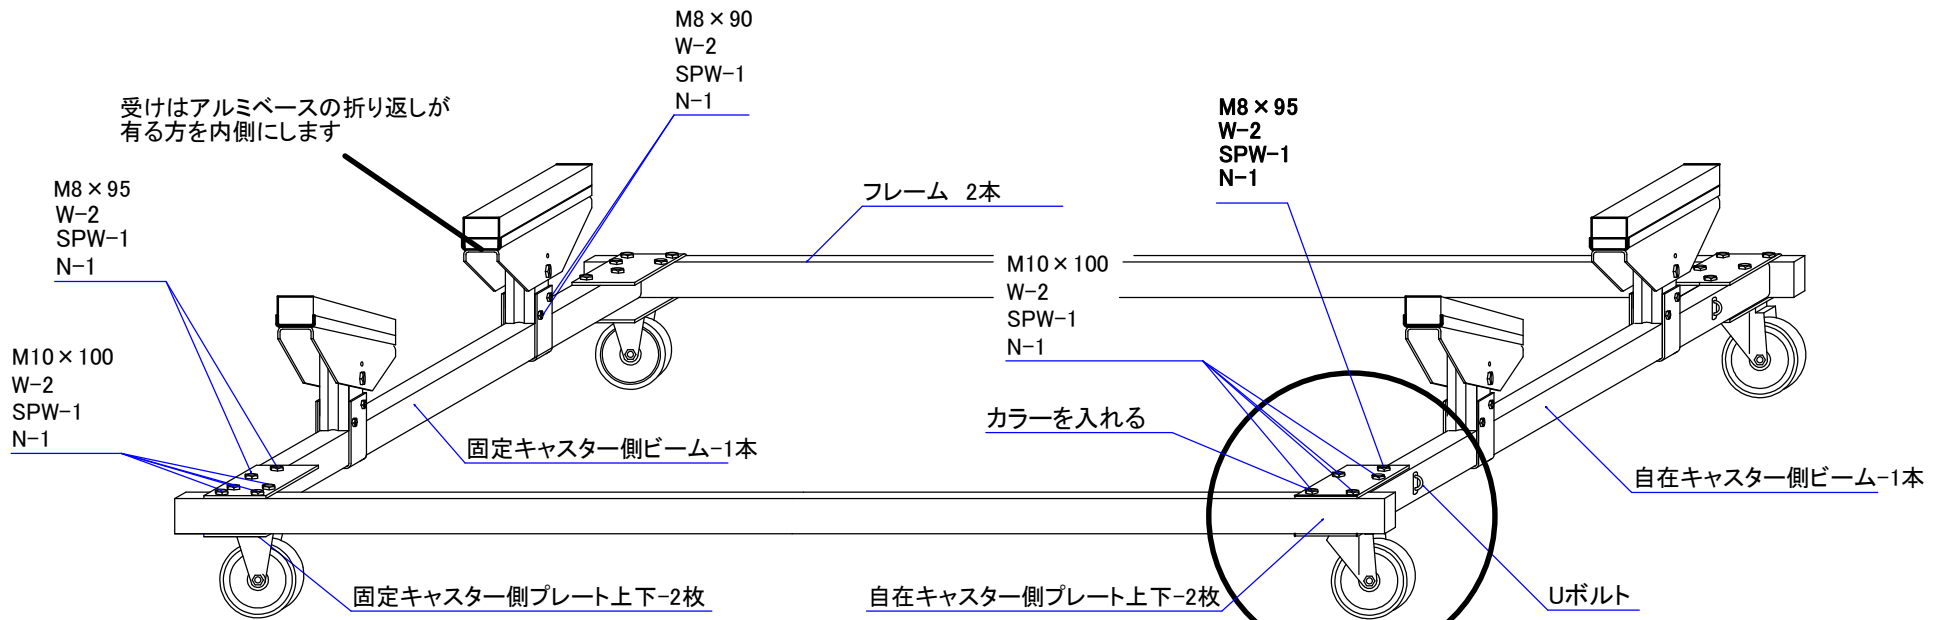 M8×90
W-2
SPW-1
N-1
受けはアルミベースの折り返しが
有る方を内側にします
M8×95
W-2
SPW-1
N-1
M8×95
W-2
SPW-1
N-1
フレーム 2本
M10×100
W-2
SPW-1
N-1
M10×100
W-2
SPW-1
N-1
カラーを入れる
固定キャスター側ビーム-1本
自在キャスター側ビーム-1本
固定キャスター側プレート上下-2枚
自在キャスター側プレート上下-2枚
Uボルト